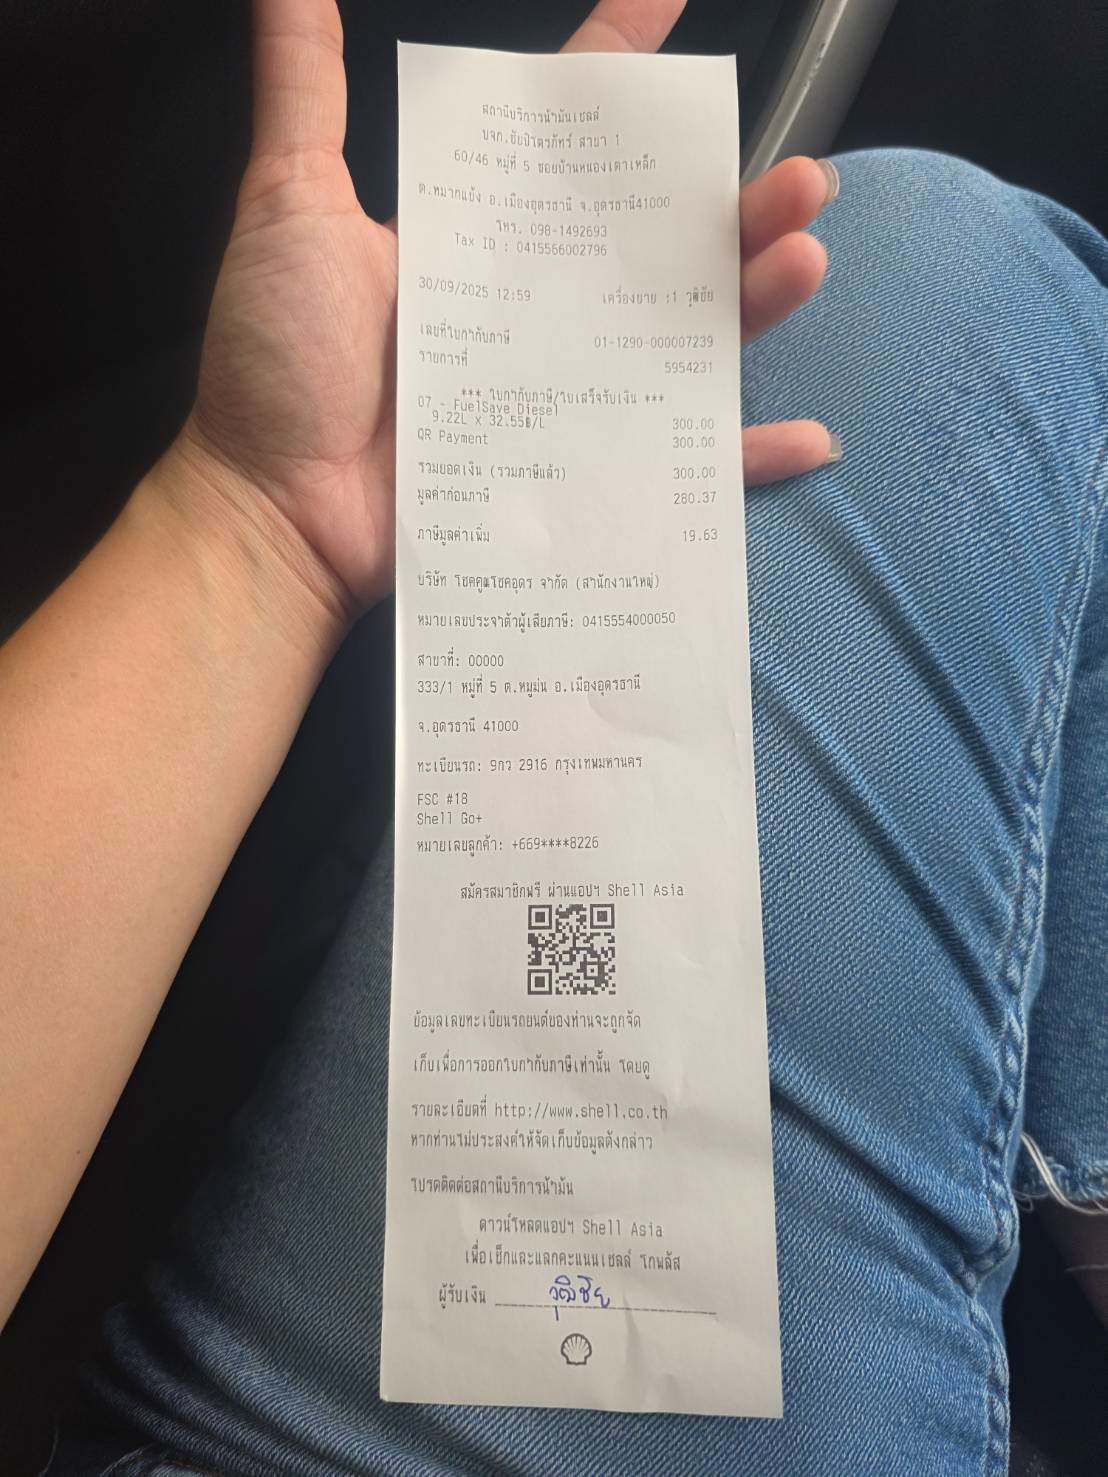 สถานีบริการน้ำมันเชลล์
บจก.ชัยปิาตรภัทร์ สาขา 1
60/46 หมู่ที่ 5 ซอยบ้านหนองเตาเหล็ก
ต.หมากแข้ง อ.เมืองอุดรธานี จ.อุดรธานี41000
โทร. 098-1492693
Tax ID : 0415566002796
30/09/2025 12:59 เครื่องขาย :1 วุฒิชัย
เลขที่ใบกำกับภาษี 01-1290-000007239
รายการที่ 5954231
*** ใบกำกับภาษี/ใบเสร็จรับเงิน ***
07 - FuelSave Diesel
9.22L x 32.55฿/L 300.00
QR Payment 300.00
รวมยอดเงิน (รวมภาษีแล้ว) 300.00
มูลค่าก่อนภาษี 280.37
ภาษีมูลค่าเพิ่ม 19.63
บริษัท โชคคูณโชคอุดร จำกัด (สำนักงานใหญ่)
หมายเลขประจำตัวผู้เสียภาษี: 0415554000050
สาขาที่: 00000
333/1 หมู่ที่ 5 ต.หมูม่น อ.เมืองอุดรธานี
จ.อุดรธานี 41000
ทะเบียนรถ: 9กว 2916 กรุงเทพมหานคร
FSC #18
Shell Go+
หมายเลขลูกค้า: +669****8226
สมัครสมาชิกฟรี ผ่านแอปฯ Shell Asia
ข้อมูลเลขทะเบียนรถยนต์ของท่านจะถูกจัด
เก็บเพื่อการออกใบกำกับภาษีเท่านั้น โดยดู
รายละเอียดที่ http://www.shell.co.th
หากท่านไม่ประสงค์ให้จัดเก็บข้อมูลดังกล่าว
โปรดติดต่อสถานีบริการน้ำมัน
ดาวน์โหลดแอปฯ Shell Asia
เพื่อเช็กและแลกคะแนนเชลล์ โกพลัส
ผู้รับเงิน วุฒิชัย